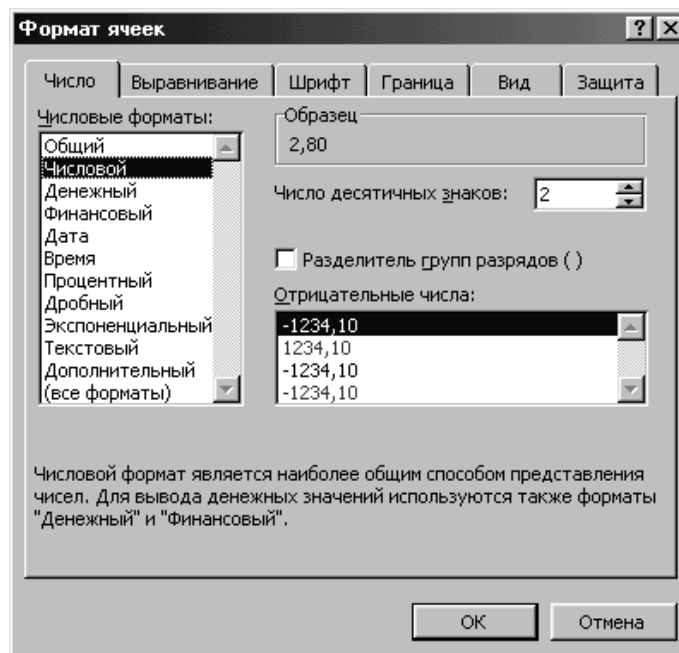 Формат ячеек
Число
Выравнивание
Шрифт
Граница
Вид
Защита
Числовые форматы:
Общий
Числовой
Денежный
Финансовый
Дата
Время
Процентный
Дробный
Экспоненциальный
Текстовый
Дополнительный
(все форматы)
Образец
2,80
Число десятичных знаков:
2
Разделитель групп разрядов ( )
Отрицательные числа:
-1234,10
1234,10
-1234,10
-1234,10
Числовой формат является наиболее общим способом представления
чисел. Для вывода денежных значений используются также форматы
"Денежный" и "Финансовый".
ОК
Отмена